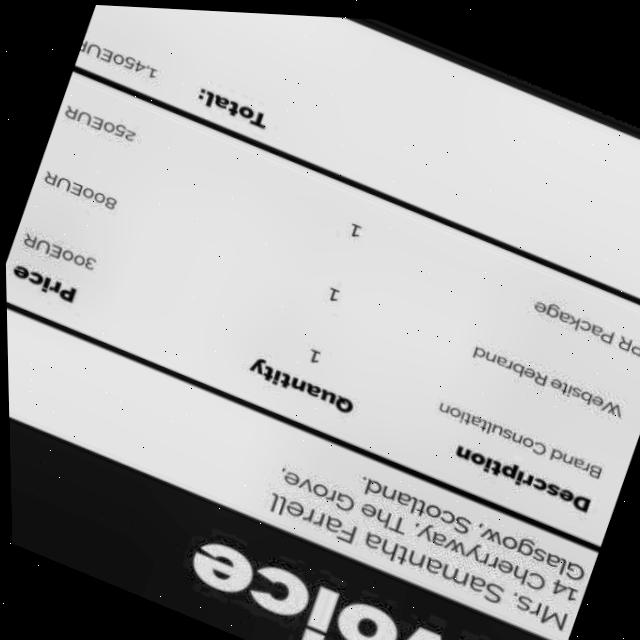 voice
Mrs. Samantha Farrell
14 Cherryway, The Grove,
Glasgow, Scotland.
Description Quantity Price
Brand Consultation 1 300EUR
Website Rebrand 1 800EUR
PR Package 1 250EUR
Total: 1.450EUR